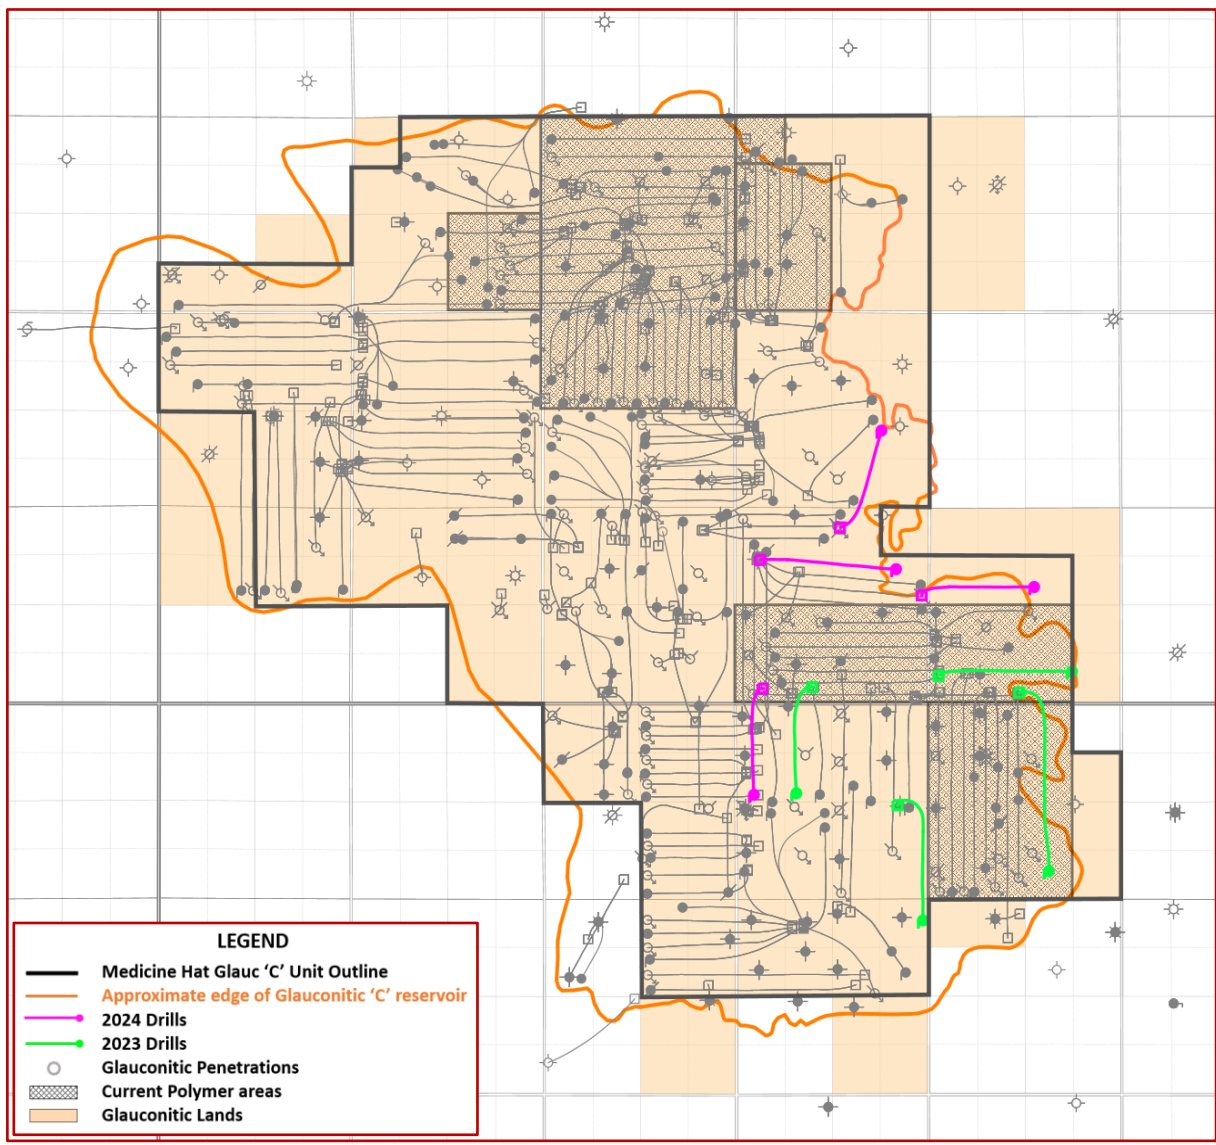 LEGEND
Medicine Hat Glauc ‘C’ Unit Outline
Approximate edge of Glauconitic ‘C’ reservoir
2024 Drills
2023 Drills
Glauconitic Penetrations
Current Polymer areas
Glauconitic Lands